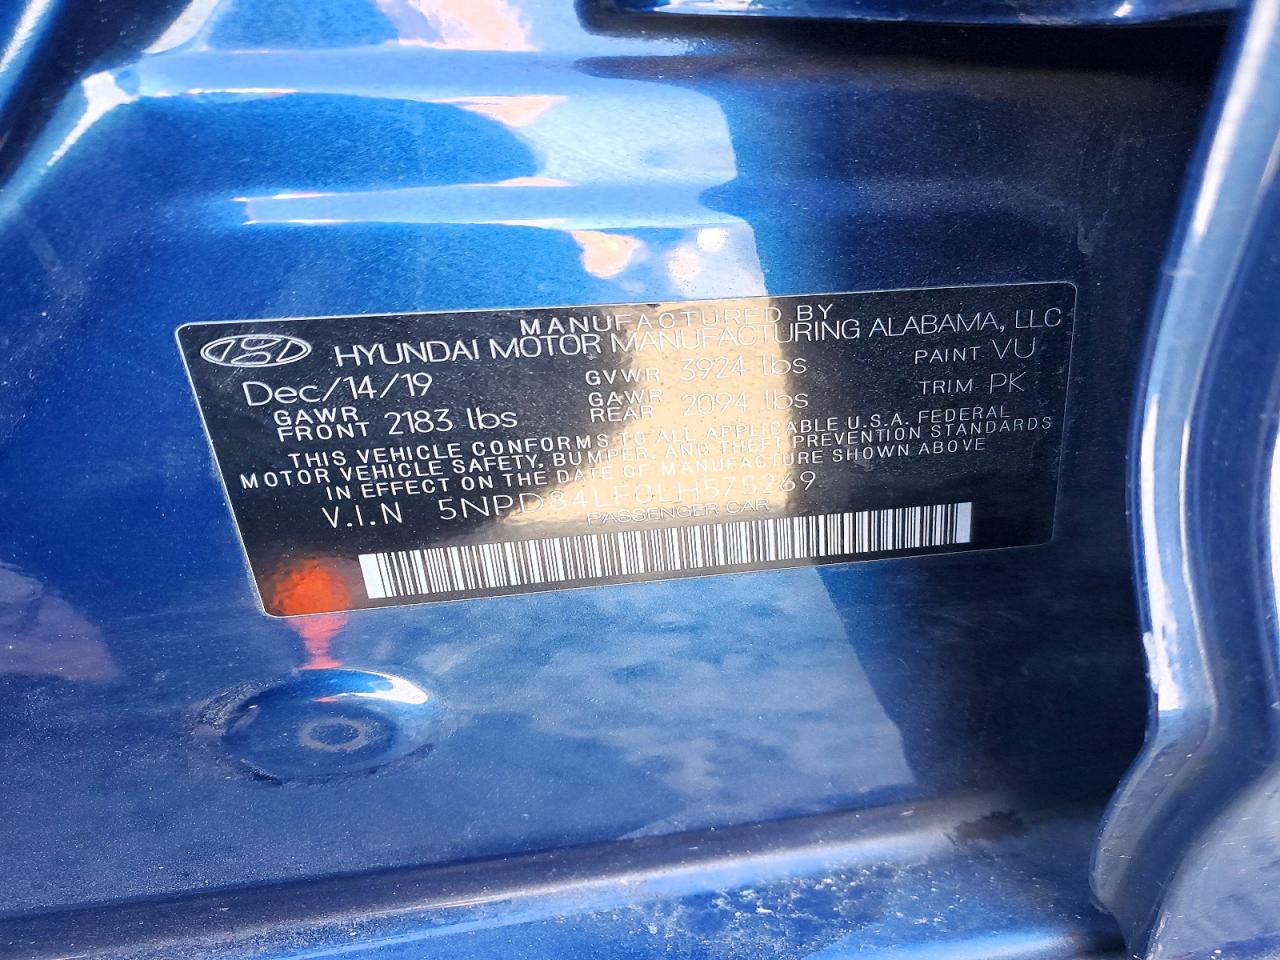 MANUFACTURED BY
HYUNDAI MOTOR MANUFACTURING ALABAMA, LLC
Dec/14/19 GVWR 3924 lbs PAINT VU
GAWR FRONT 2183 lbs GAWR REAR 2094 lbs TRIM PK
THIS VEHICLE CONFORMS TO ALL APPLICABLE U.S.A. FEDERAL
MOTOR VEHICLE SAFETY, BUMPER, AND THEFT PREVENTION STANDARDS
IN EFFECT ON THE DATE OF MANUFACTURE SHOWN ABOVE
V.I.N 5NPD84LF0LH575269
PASSENGER CAR